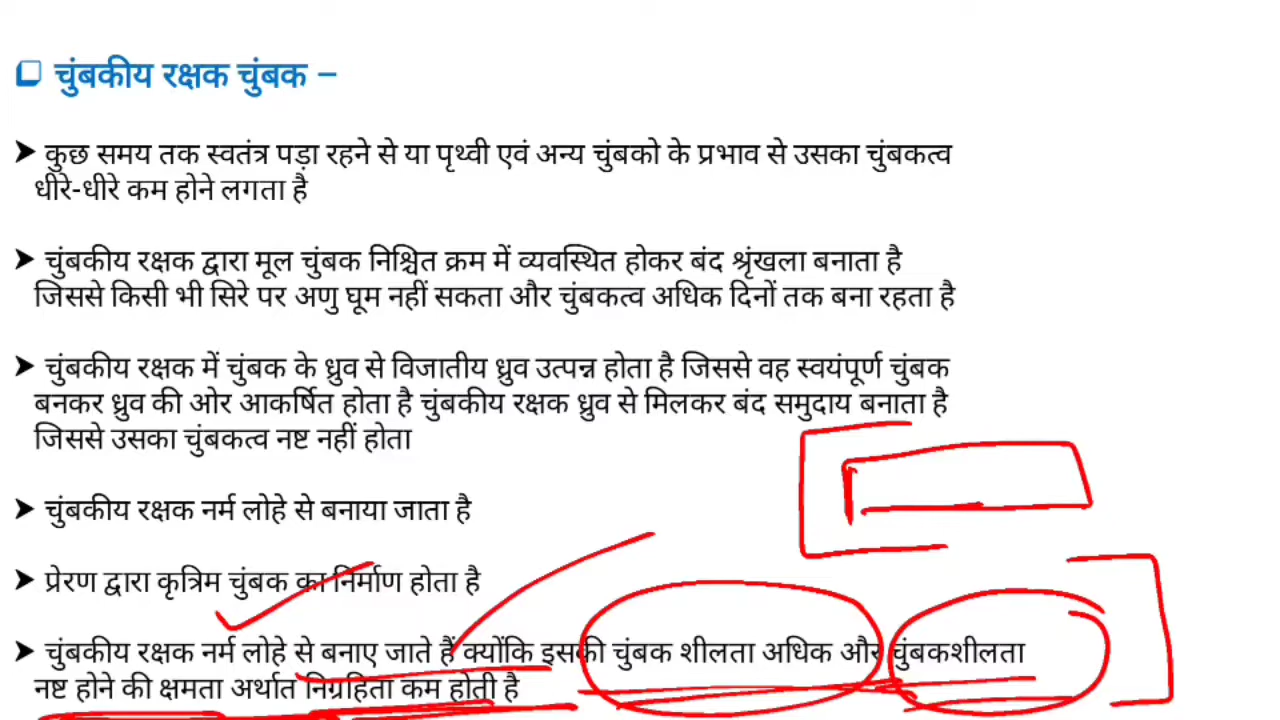 चुंबकीय रक्षक चुंबक –
कुछ समय तक स्वतंत्र पड़ा रहने से या पृथ्वी एवं अन्य चुंबको के प्रभाव से उसका चुंबकत्व
धीरे-धीरे कम होने लगता है
चुंबकीय रक्षक द्वारा मूल चुंबक निश्चित क्रम में व्यवस्थित होकर बंद श्रृंखला बनाता है
जिससे किसी भी सिरे पर अणु घूम नहीं सकता और चुंबकत्व अधिक दिनों तक बना रहता है
चुंबकीय रक्षक में चुंबक के ध्रुव से विजातीय ध्रुव उत्पन्न होता है जिससे वह स्वयंपूर्ण चुंबक
बनकर ध्रुव की ओर आकर्षित होता है चुंबकीय रक्षक ध्रुव से मिलकर बंद समुदाय बनाता है
जिससे उसका चुंबकत्व नष्ट नहीं होता
चुंबकीय रक्षक नर्म लोहे से बनाया जाता है
प्रेरण द्वारा कृत्रिम चुंबक का निर्माण होता है
चुंबकीय रक्षक नर्म लोहे से बनाए जाते हैं क्योंकि इसकी चुंबक शीलता अधिक और चुंबकशीलता
नष्ट होने की क्षमता अर्थात निग्रहिता कम होती है